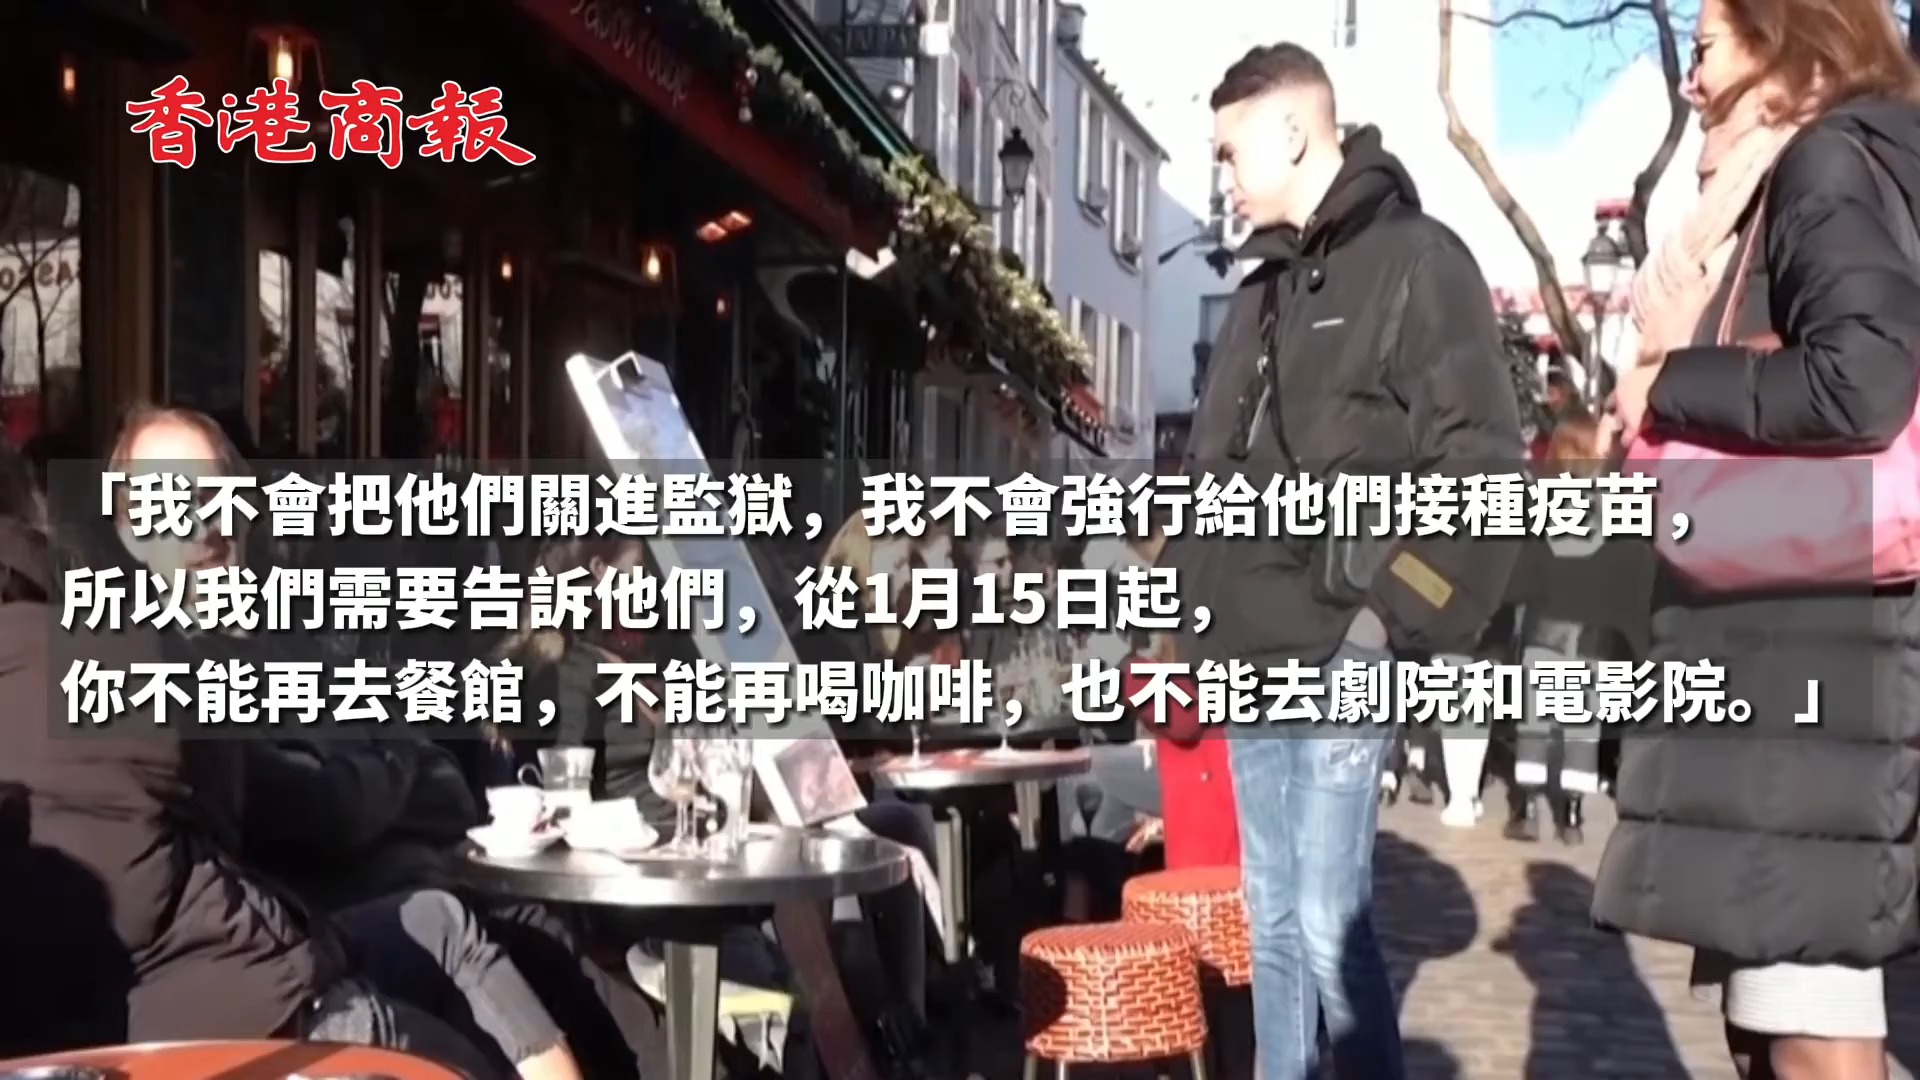 香港商報
「我不會把他們關進監獄，我不會強行給他們接種疫苗，
所以我們需要告訴他們，從1月15日起，
你不能再去餐館，不能再喝咖啡，也不能去劇院和電影院。」